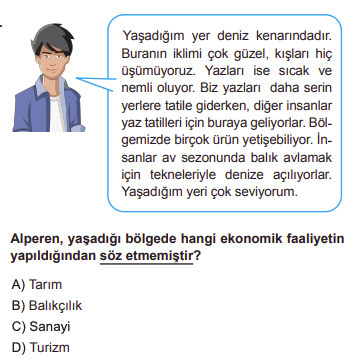 Yaşadığım yer deniz kenarındadır.
Buranın iklimi çok güzel, kışları hiç
üşümüyoruz. Yazları ise sıcak ve
nemli oluyor. Biz yazları daha serin
yerlere tatile giderken, diğer insanlar
yaz tatilleri için buraya geliyorlar. Böl-
gemizde birçok ürün yetişebiliyor. İn-
sanlar av sezonunda balık avlamak
için tekneleriyle denize açılıyorlar.
Yaşadığım yeri çok seviyorum.
Alperen, yaşadığı bölgede hangi ekonomik faaliyetin
yapıldığından söz etmemiştir?
A) Tarım
B) Balıkçılık
C) Sanayi
D) Turizm